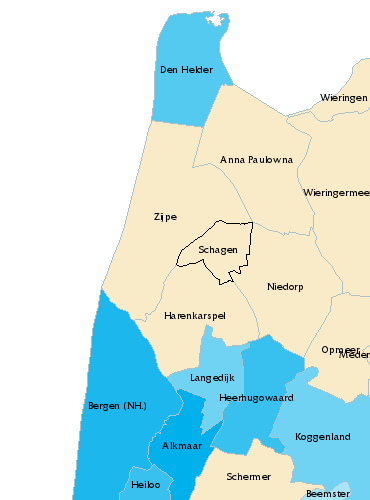 Den Helder
Wieringen
Anna Paulowna
Wieringermee
Zijpe
Schagen
Niedorp
Harenkarspel
Opmeer
Meder
Langedijk
Heerhugowaard
Bergen (NH.)
Koggenland
Alkmaar
Schermer
Heiloo
Beemster